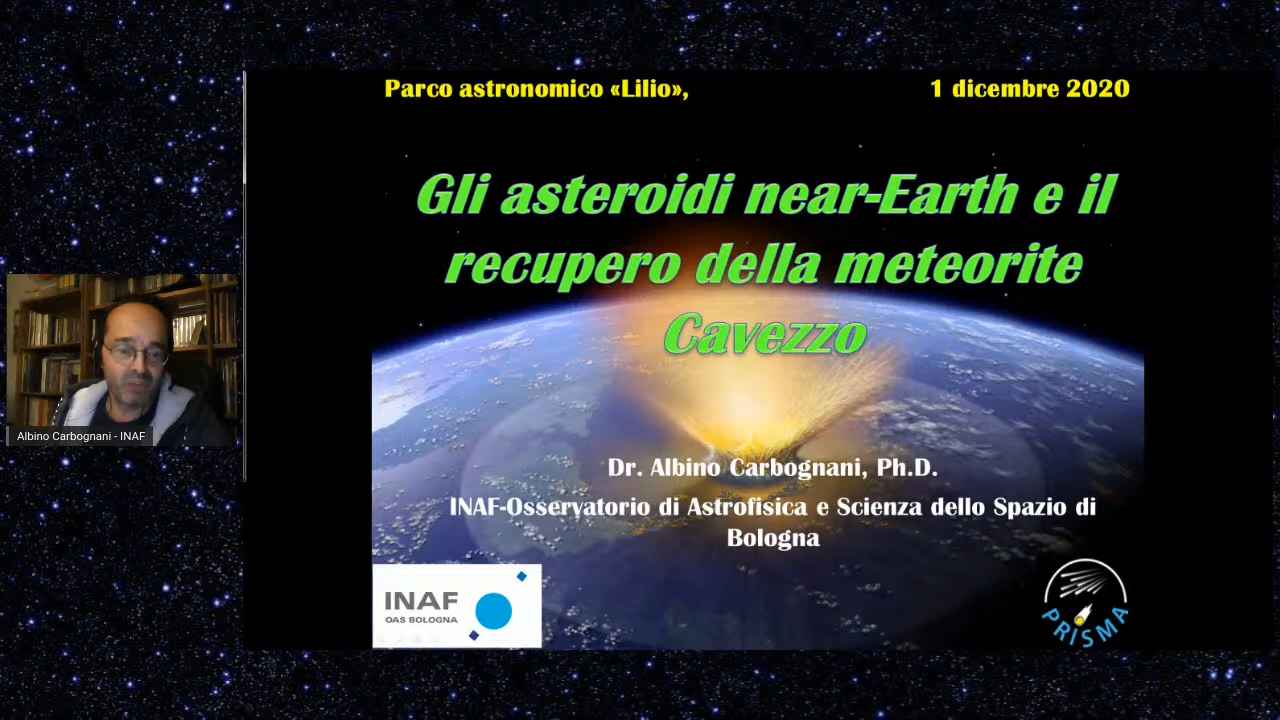 Parco astronomico «Lilio», 1 dicembre 2020
Gli asteroidi near-Earth e il
recupero della meteorite
Cavezzo
Albino Carbognani - INAF
Dr. Albino Carbognani, Ph.D.
INAF-Osservatorio di Astrofisica e Scienza dello Spazio di
Bologna
INAF
OAS BOLOGNA
PRISMA